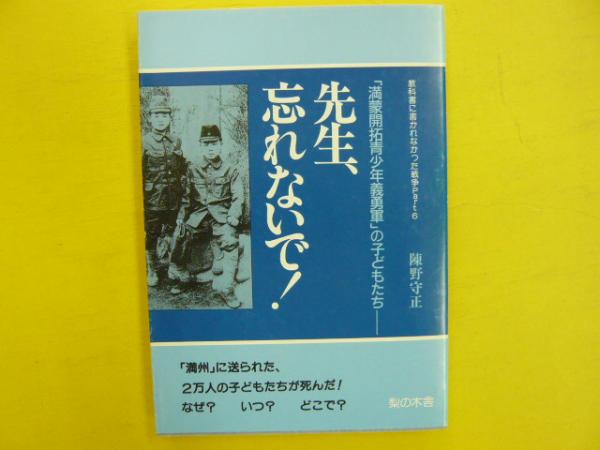 教科書に書かれなかった戦争Part6
「満蒙開拓青少年義勇軍」の子どもたち——
先生、
忘れないで！
陳野守正
「満州」に送られた、
2万人の子どもたちが死んだ！
なぜ？　いつ？　どこで？
梨の木舎